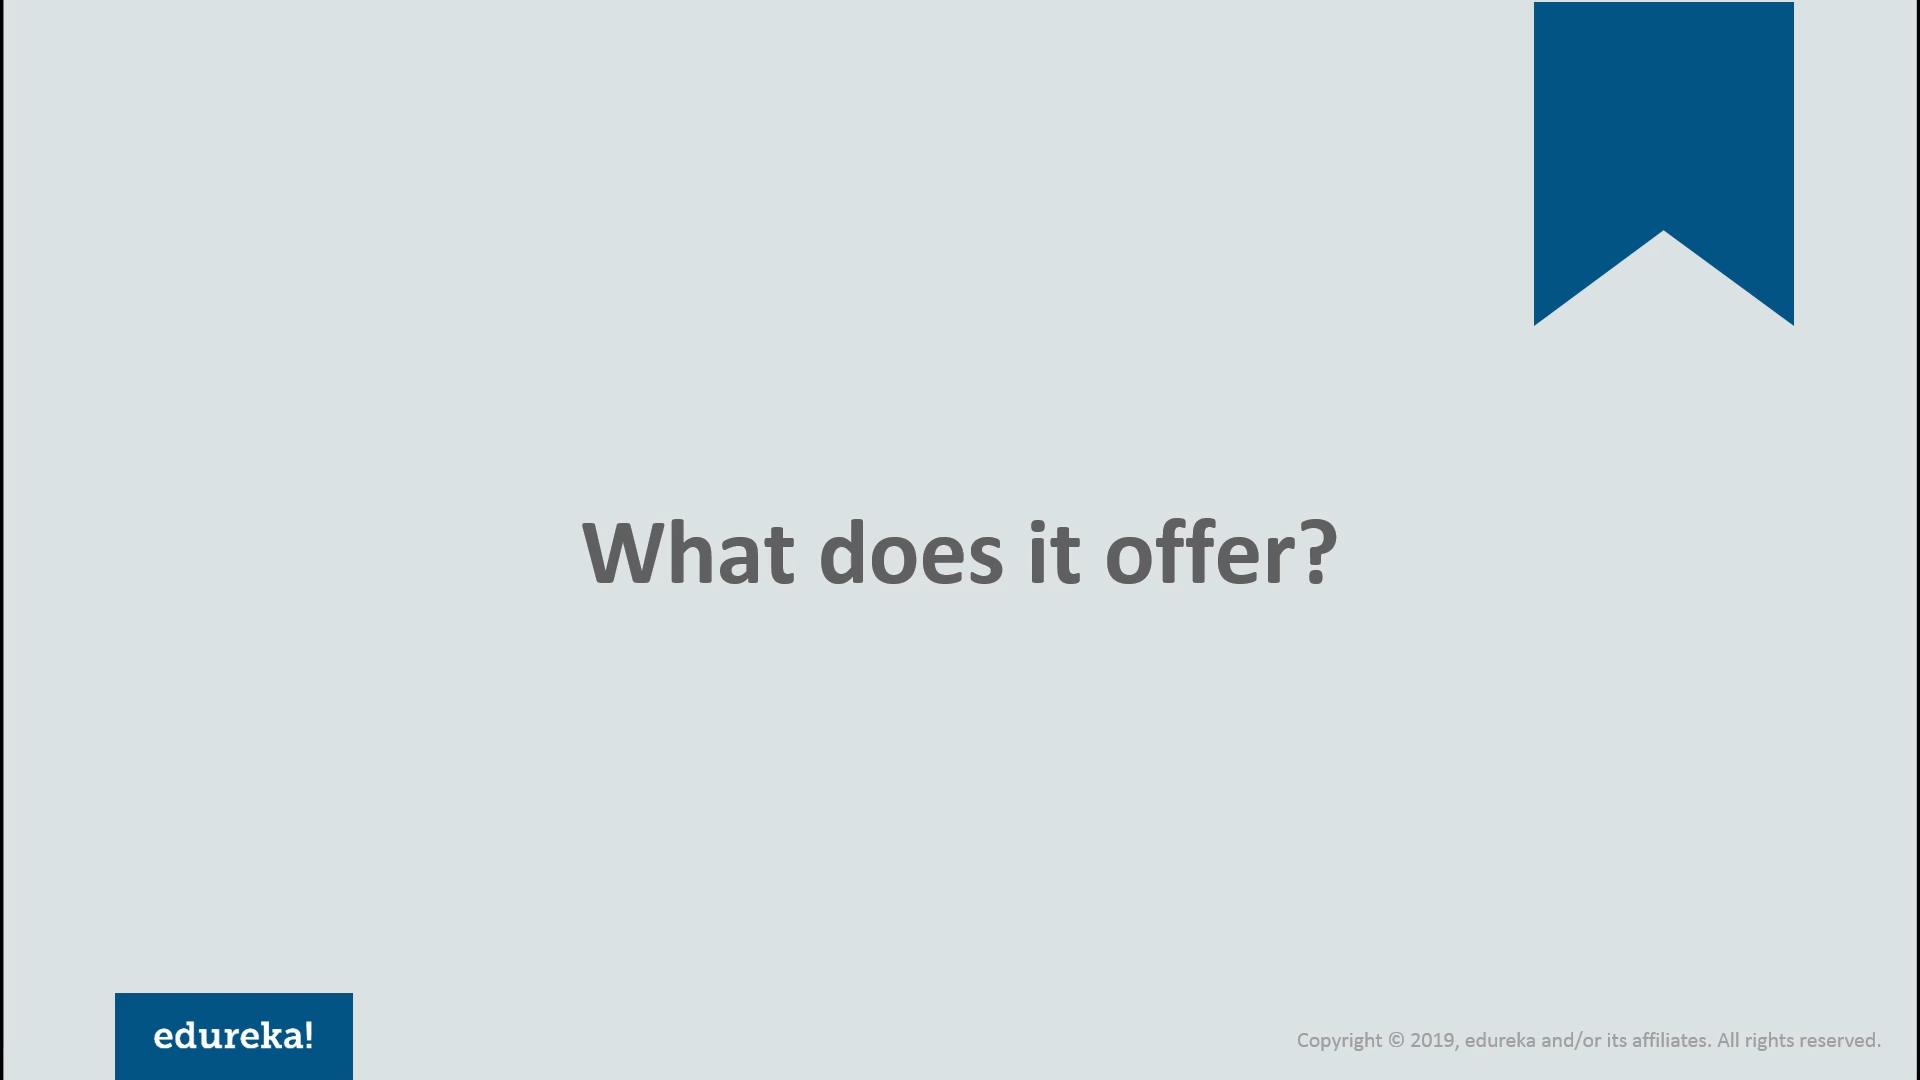 What does it offer?
edureka!
Copyright © 2019, edureka and/or its affiliates. All rights reserved.